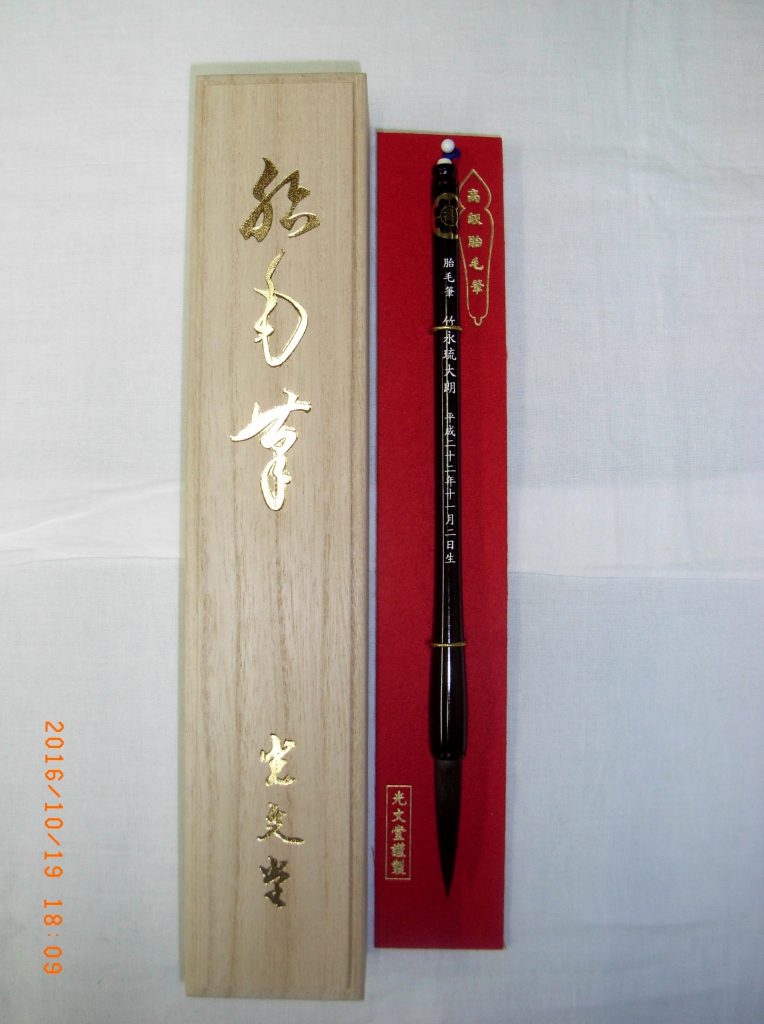 胎毛筆
光文堂
高級胎毛筆
胎毛筆 竹永琉大朗 平成二十二年十一月二日生
光文堂謹製
2016/10/19 18:09